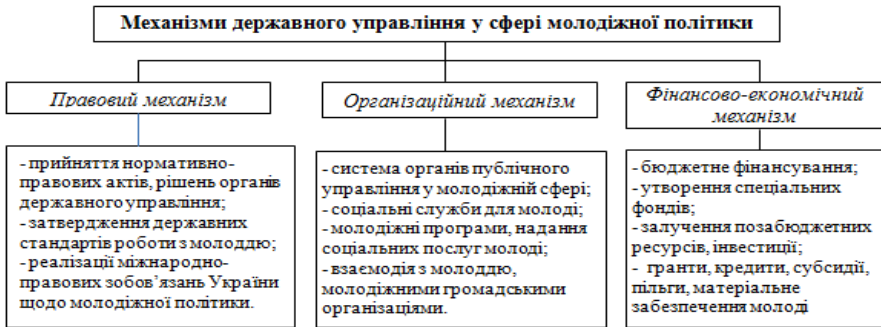 Механізми державного управління у сфері молодіжної політики
Правовий механізм
- прийняття нормативно-
правових актів, рішень органів
державного управління;
- затвердження державних
стандартів роботи з молоддю;
- реалізації міжнародно-
правових зобов’язань України
щодо молодіжної політики.
Організаційний механізм
- система органів публічного
управління у молодіжній сфері;
- соціальні служби для молоді;
- молодіжні програми, надання
соціальних послуг молоді;
- взаємодія з молоддю,
молодіжними громадськими
організаціями.
Фінансово-економічний
механізм
- бюджетне фінансування;
- утворення спеціальних
фондів;
- залучення позабюджетних
ресурсів, інвестиції;
- гранти, кредити, субсидії,
пільги, матеріальне
забезпечення молоді